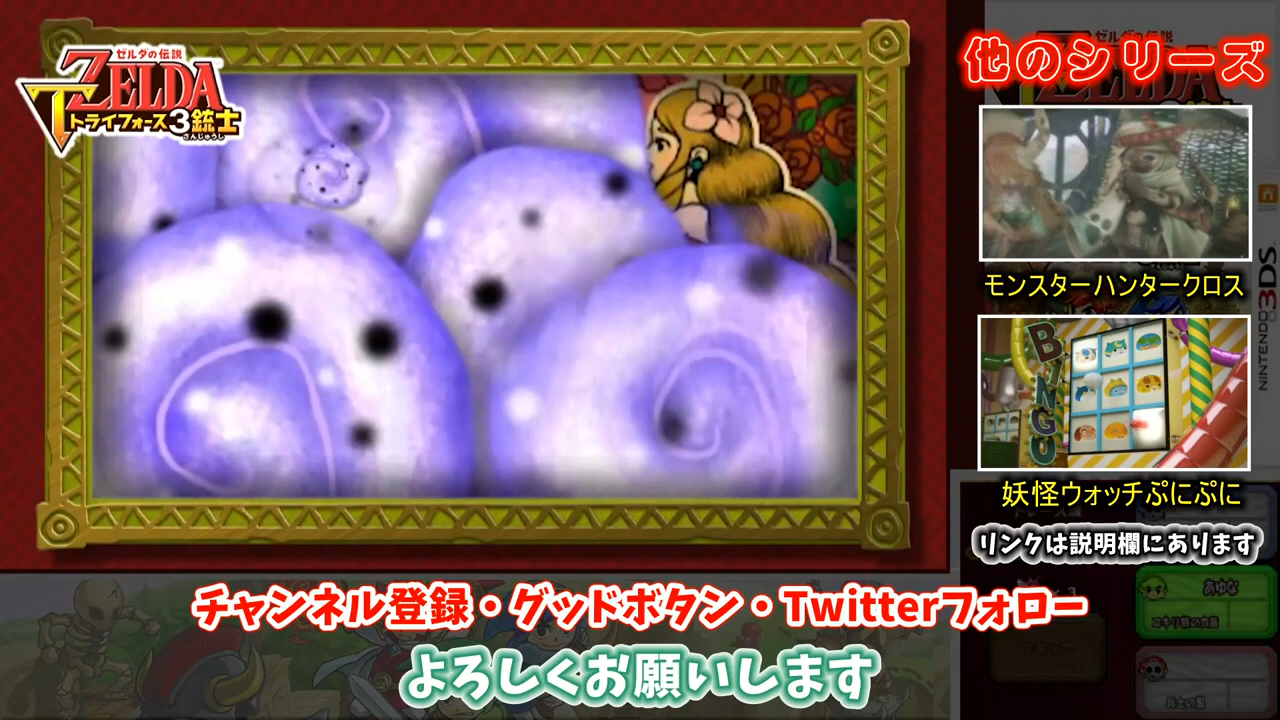 ゼルダの伝説
ZELDA
トライフォース3銃士
さんじゅうし
他のシリーズ
モンスターハンタークロス
BINGO
妖怪ウォッチぷにぷに
リンクは説明欄にあります
NINTENDO 3DS
あゆな
チャンネル登録・グッドボタン・Twitterフォロー
よろしくお願いします